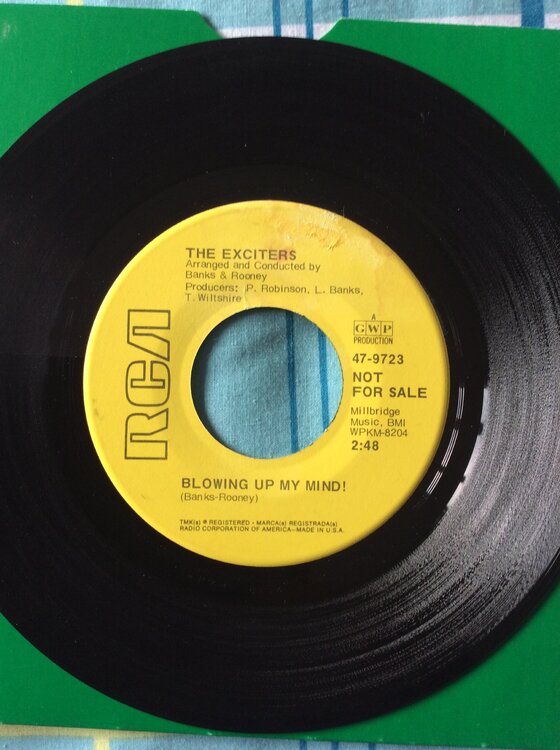 THE EXCITERS
Arranged and Conducted by
Banks & Rooney
Producers: P. Robinson, L. Banks,
T. Wiltshire
RCA
A
GWP
PRODUCTION
47-9723
NOT
FOR SALE
Millbridge
Music, BMI
WPKM-8204
2:48
BLOWING UP MY MIND!
(Banks-Rooney)
TMK(s) ® REGISTERED • MARCA(s) REGISTRADA(s)
RADIO CORPORATION OF AMERICA—MADE IN U.S.A.